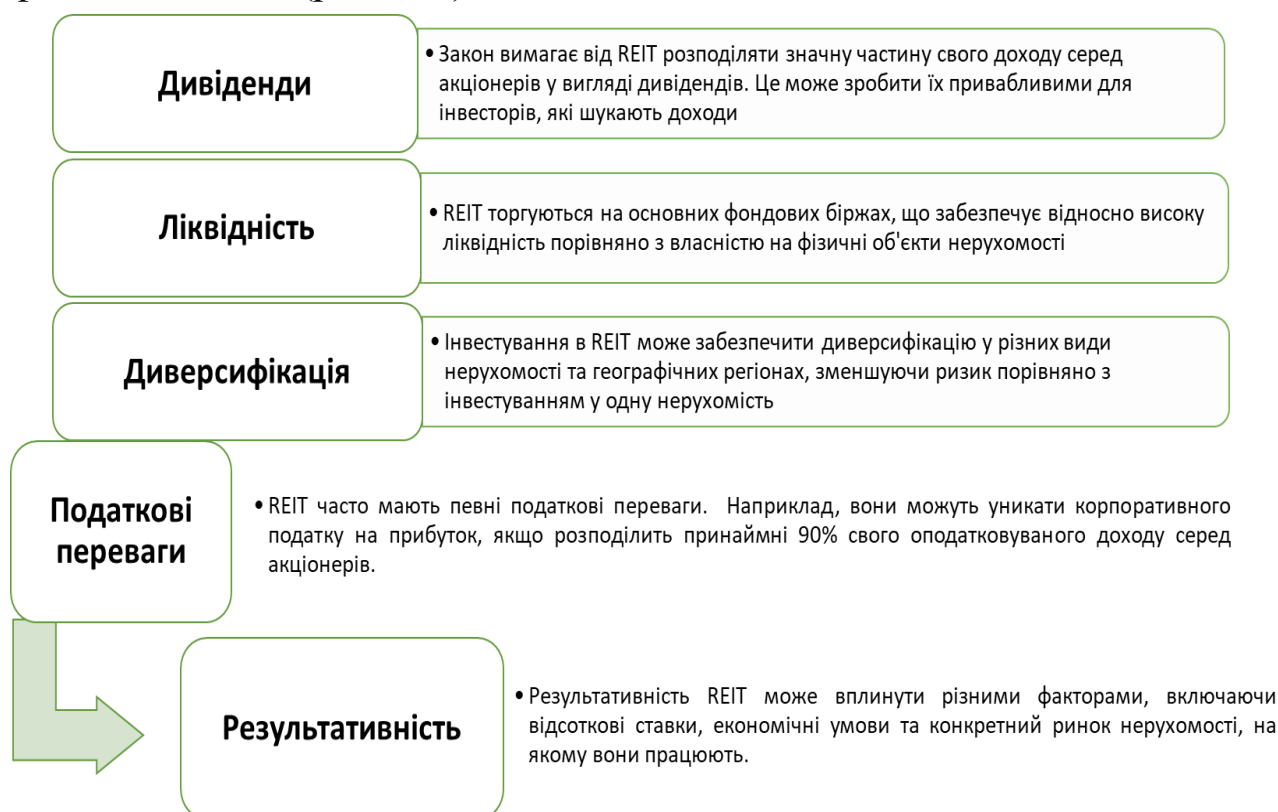 Дивіденди
• Закон вимагає від REIT розподіляти значну частину свого доходу серед
акціонерів у вигляді дивідендів. Це може зробити їх привабливими для
інвесторів, які шукають доходи
Ліквідність
• REIT торгуються на основних фондових біржах, що забезпечує відносно високу
ліквідність порівняно з власністю на фізичні об'єкти нерухомості
Диверсифікація
• Інвестування в REIT може забезпечити диверсифікацію у різних види
нерухомості та географічних регіонах, зменшуючи ризик порівняно з
інвестуванням у одну нерухомість
Податкові
переваги
• REIT часто мають певні податкові переваги. Наприклад, вони можуть уникати корпоративного
податку на прибуток, якщо розподілить принаймні 90% свого оподатковуваного доходу серед
акціонерів.
Результативність
• Результативність REIT може вплинути різними факторами, включаючи
відсоткові ставки, економічні умови та конкретний ринок нерухомості, на
якому вони працюють.